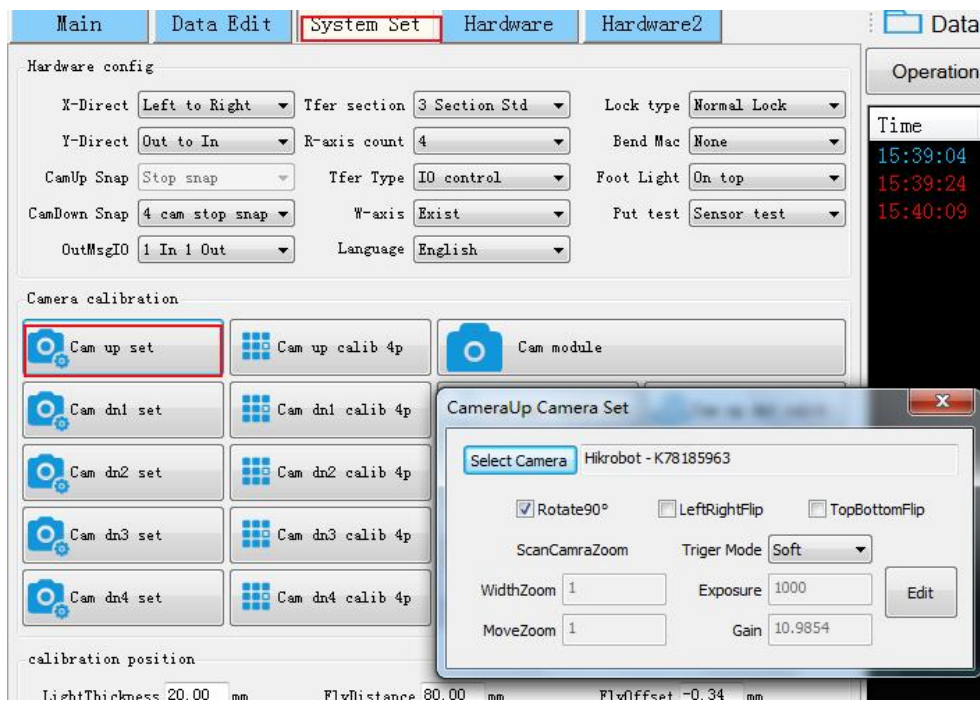 Main Data Edit System Set Hardware Hardware2 Data
Hardware config
Operation
X-Direct Left to Right Tfer section 3 Section Std Lock type Normal Lock
Time
Y-Direct Out to In R-axis count 4 Bend Mac None
15:39:04
CamUp Snap Stop snap Tfer Type IO control Foot Light On top
15:39:24
CamDown Snap 4 cam stop snap W-axis Exist Put test Sensor test
15:40:09
OutMsgIO 1 In 1 Out Language English
Camera calibration
Cam up set Cam up calib 4p Cam module
Cam dn1 set Cam dn1 calib 4p
CameraUp Camera Set
Select Camera Hikrobot - K78185963
Cam dn2 set Cam dn2 calib 4p
Rotate90° LeftRightFlip TopBottomFlip
Cam dn3 set Cam dn3 calib 4p
ScanCamraZoom Triger Mode Soft
WidthZoom 1 Exposure 1000 Edit
Cam dn4 set Cam dn4 calib 4p
MoveZoom 1 Gain 10.9854
calibration position
LightThickness 20.00 mm FlyDistance 80.00 mm FlyOffset -0.34 mm